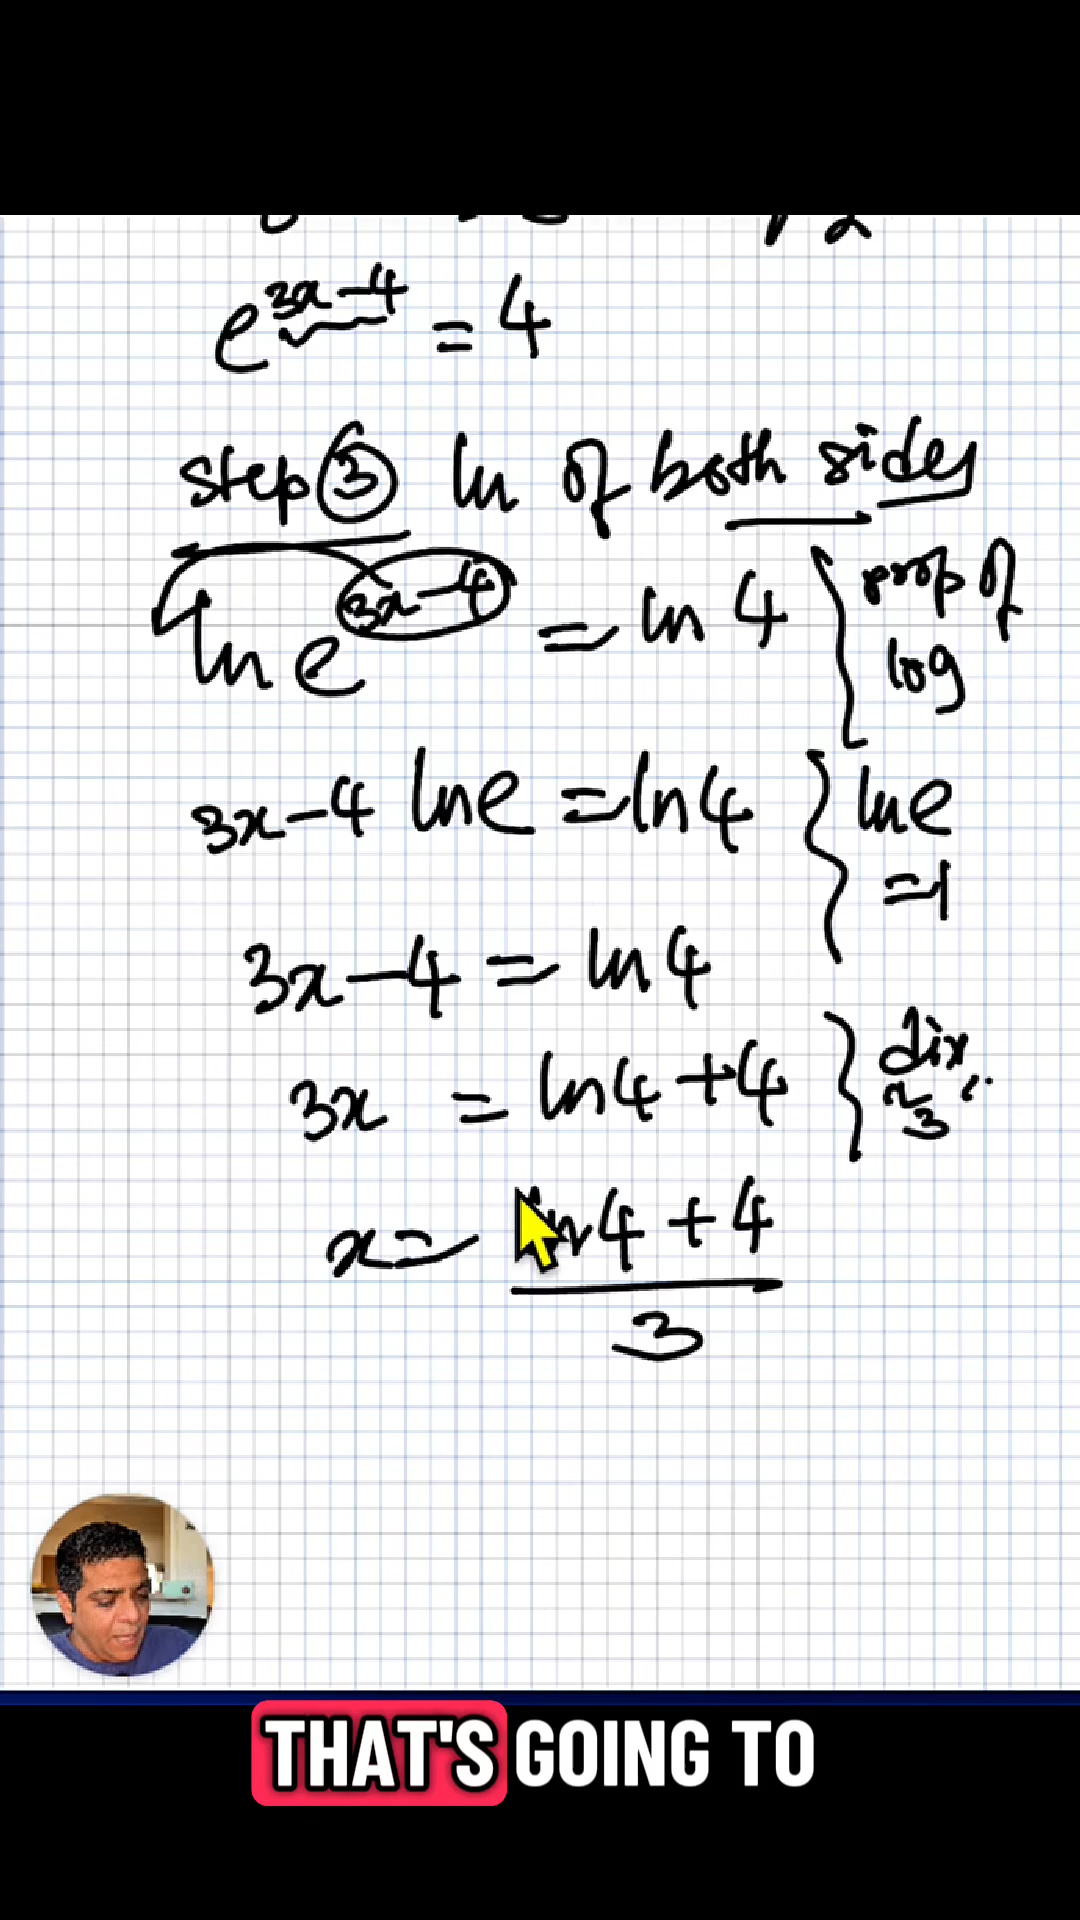 e^{3x-4} = 4
step ③ ln of both sides
ln e^{3x-4} = ln 4 } prop of log
3x-4 ln e = ln 4 } ln e =1
3x-4 = ln 4
3x = ln 4 + 4 } 3
x = ln 4 + 4
3
THAT'S GOING TO